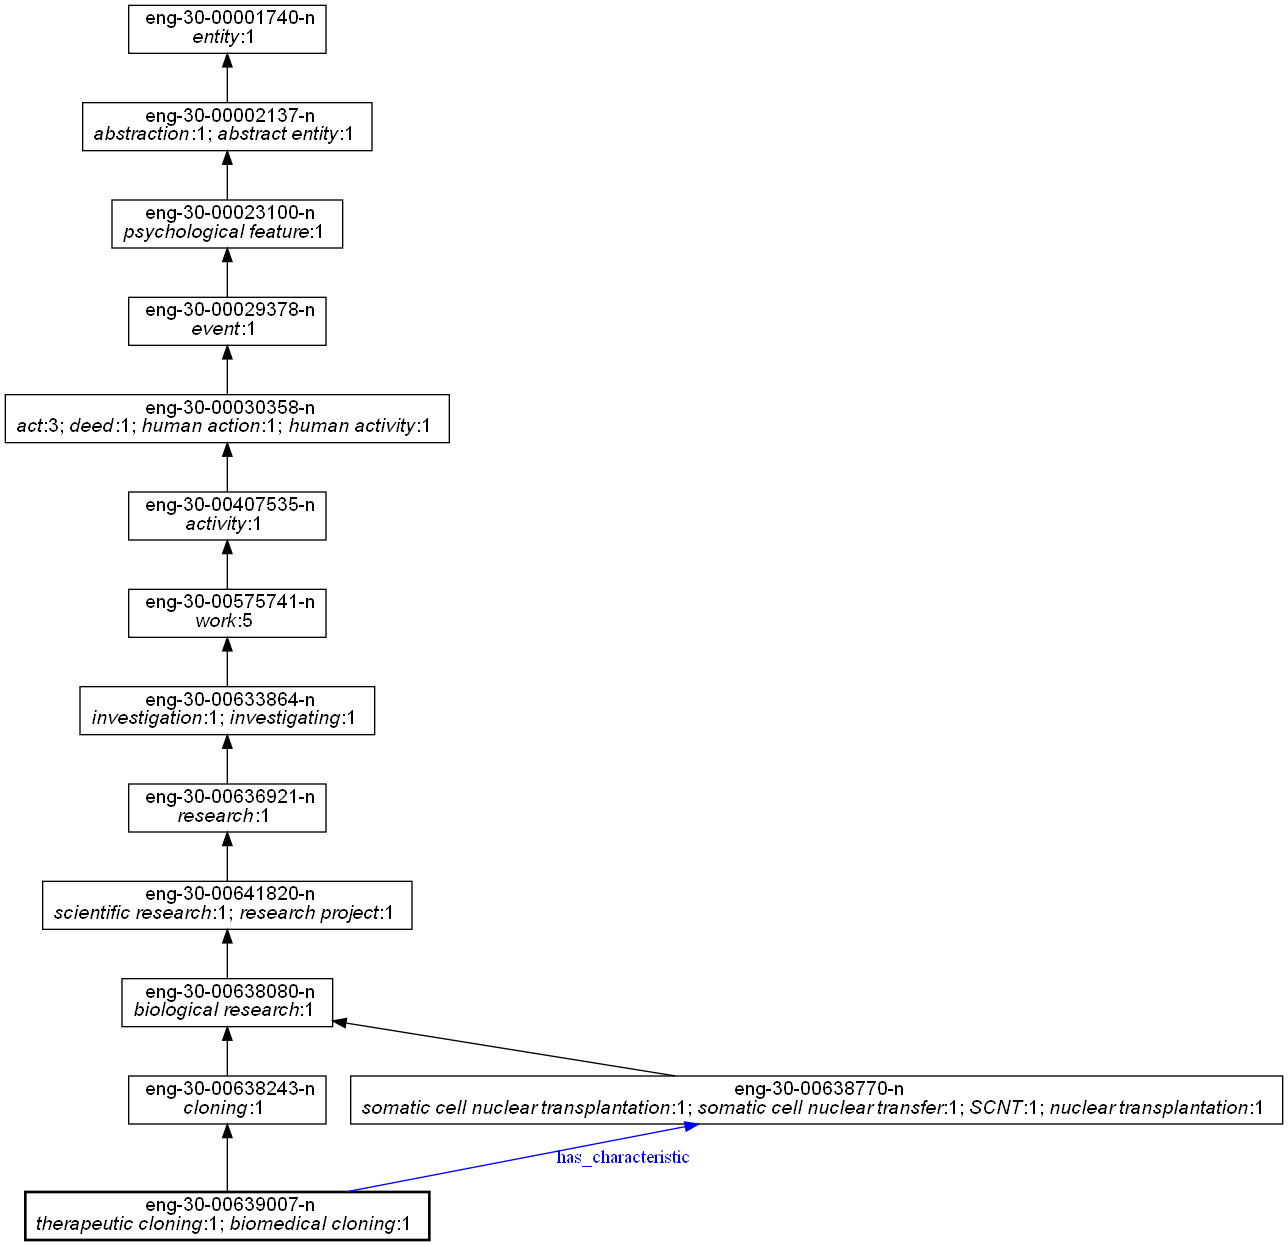 eng-30-00001740-n
entity:1
eng-30-00002137-n
abstraction:1; abstract entity:1
eng-30-00023100-n
psychological feature:1
eng-30-00029378-n
event:1
eng-30-00030358-n
act:3; deed:1; human action:1; human activity:1
eng-30-00407535-n
activity:1
eng-30-00575741-n
work:5
eng-30-00633864-n
investigation:1; investigating:1
eng-30-00636921-n
research:1
eng-30-00641820-n
scientific research:1; research project:1
eng-30-00638080-n
biological research:1
eng-30-00638243-n
cloning:1
eng-30-00638770-n
somatic cell nuclear transplantation:1; somatic cell nuclear transfer:1; SCNT:1; nuclear transplantation:1
has_characteristic
eng-30-00639007-n
therapeutic cloning:1; biomedical cloning:1